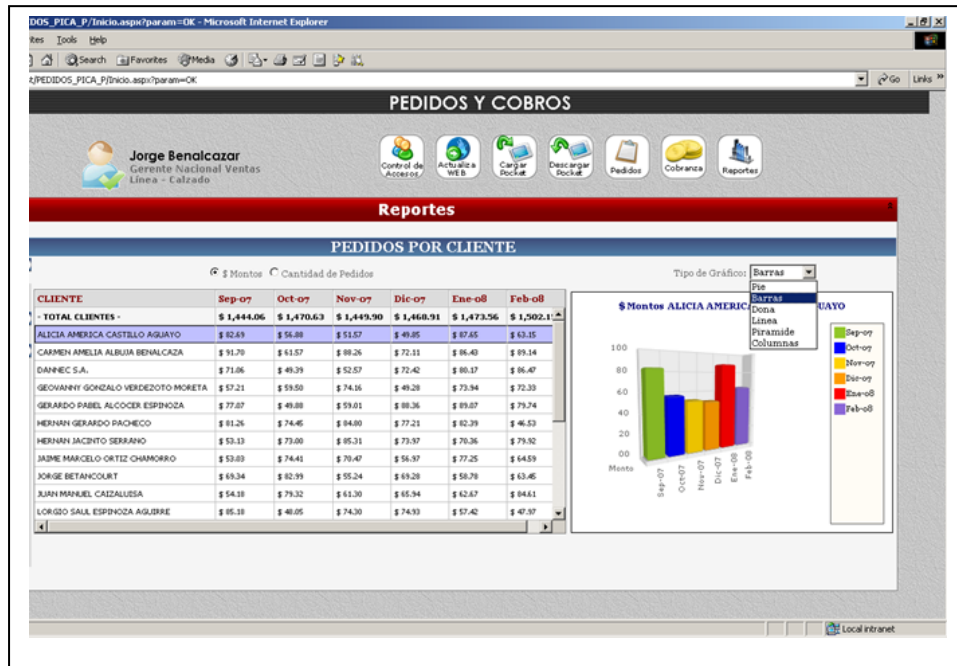 DOS_PICA_P/Inicio.aspx?param=OK - Microsoft Internet Explorer
ites Tools Help
Search Favorites Media
t/PEDIDOS_PICA_P/Inicio.aspx?param=OK Go Links »
PEDIDOS Y COBROS
Jorge Benalcazar
Gerente Nacional Ventas
Línea - Calzado
Control de Accesos
Actualiza WEB
Cargar Pocket
Descargar Pocket
Pedidos
Cobranza
Reportes
Reportes
PEDIDOS POR CLIENTE
$ Montos Cantidad de Pedidos
Tipo de Gráfico: Barras
Pie
Barras
Dona
Linea
Piramide
Columnas
CLIENTE Sep-07 Oct-07 Nov-07 Dic-07 Ene-08 Feb-08
- TOTAL CLIENTES - $ 1,444.06 $ 1,470.63 $ 1,449.90 $ 1,468.91 $ 1,473.56 $ 1,502.1
ALICIA AMERICA CASTILLO AGUAYO $ 82.69 $ 56.88 $ 51.57 $ 49.85 $ 87.65 $ 63.15
CARMEN AMELIA ALBUJA BENALCAZA $ 91.70 $ 61.57 $ 88.26 $ 72.11 $ 86.43 $ 89.14
DANNEC S.A. $ 71.06 $ 49.39 $ 52.57 $ 72.42 $ 80.17 $ 86.47
GEOVANNY GONZALO VERDEZOTO MORETA $ 57.21 $ 59.50 $ 74.16 $ 49.28 $ 73.94 $ 72.33
GERARDO PABEL ALCOCER ESPINOZA $ 77.07 $ 49.88 $ 59.01 $ 88.36 $ 89.07 $ 79.74
HERNAN GERARDO PACHECO $ 81.26 $ 74.45 $ 84.80 $ 77.21 $ 82.39 $ 46.53
HERNAN JACINTO SERRANO $ 53.13 $ 73.00 $ 85.31 $ 73.97 $ 70.36 $ 79.92
JAIME MARCELO ORTIZ CHAMORRO $ 53.03 $ 74.41 $ 70.47 $ 56.97 $ 77.25 $ 64.59
JORGE BETANCOURT $ 69.34 $ 82.99 $ 55.24 $ 69.28 $ 58.78 $ 63.45
JUAN MANUEL CAIZALUISA $ 54.18 $ 79.32 $ 61.30 $ 65.94 $ 62.67 $ 84.61
LORGIO SAUL ESPINOZA AGUIRRE $ 85.18 $ 48.05 $ 74.30 $ 74.93 $ 57.42 $ 47.97
$ Montos ALICIA AMERIC GUAYO
100
80
60
40
20
00
Monto
Sep-07
Oct-07
Nov-07
Dic-07
Ene-08
Feb-08
Sep-07
Oct-07
Nov-07
Dic-07
Ene-08
Feb-08
Local intranet